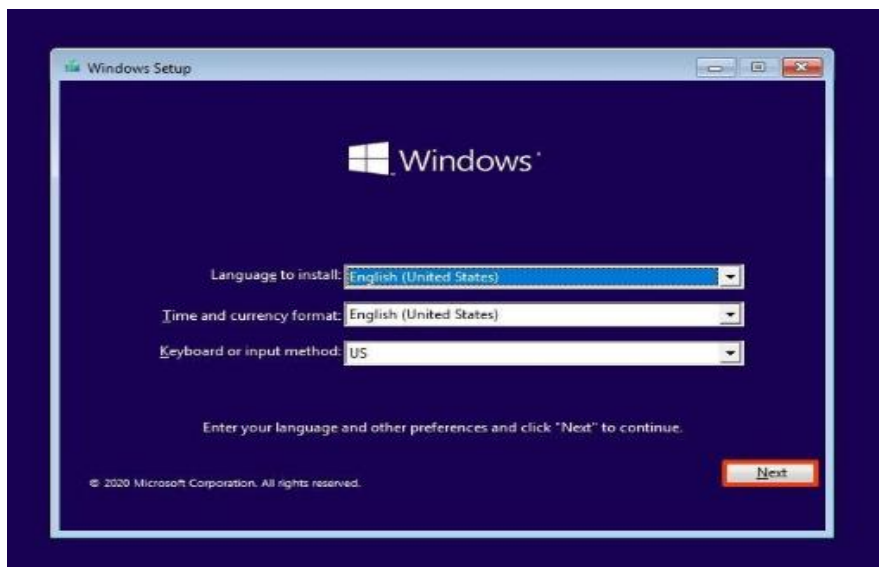 Windows Setup
Windows
Language to install: English (United States)
Time and currency format: English (United States)
Keyboard or input method: US
Enter your language and other preferences and click "Next" to continue.
Next
© 2020 Microsoft Corporation. All rights reserved.